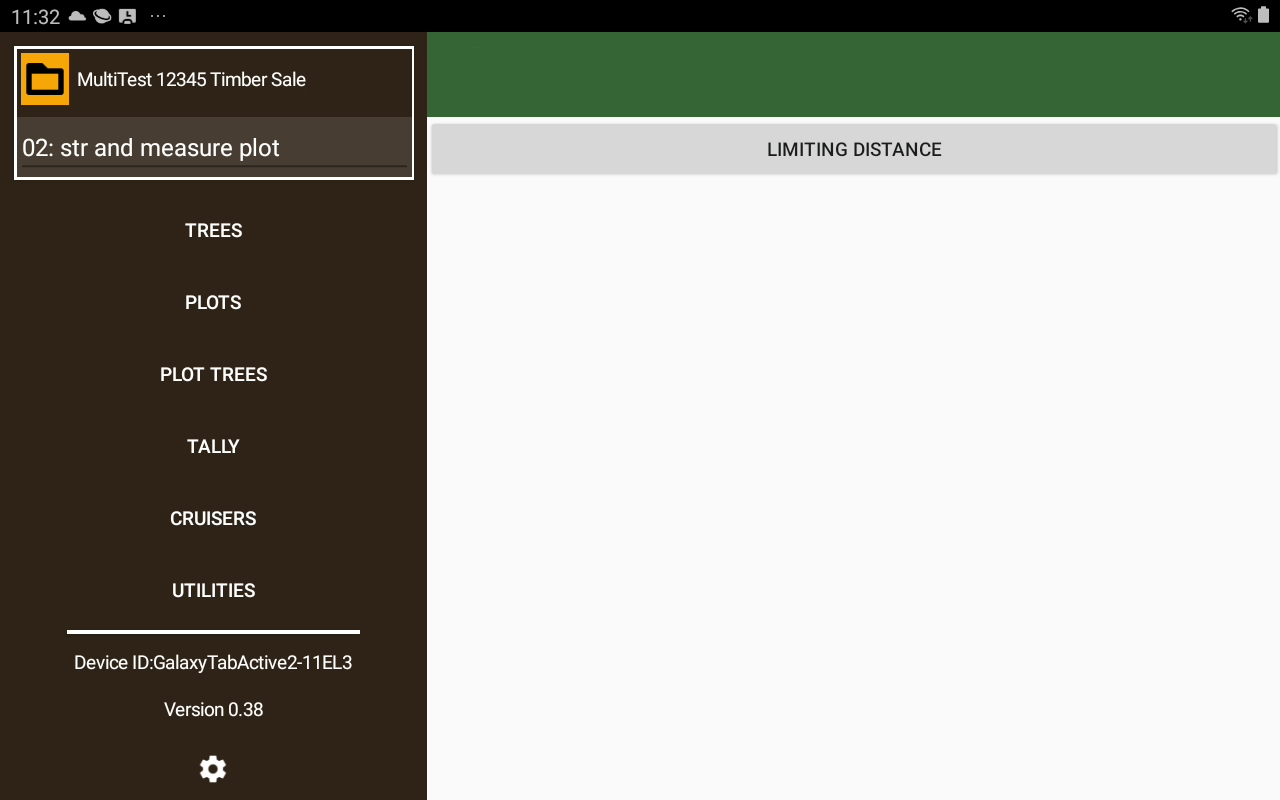 11:32
MultiTest 12345 Timber Sale
02: str and measure plot
LIMITING DISTANCE
TREES
PLOTS
PLOT TREES
TALLY
CRUISERS
UTILITIES
Device ID:GalaxyTabActive2-11EL3
Version 0.38